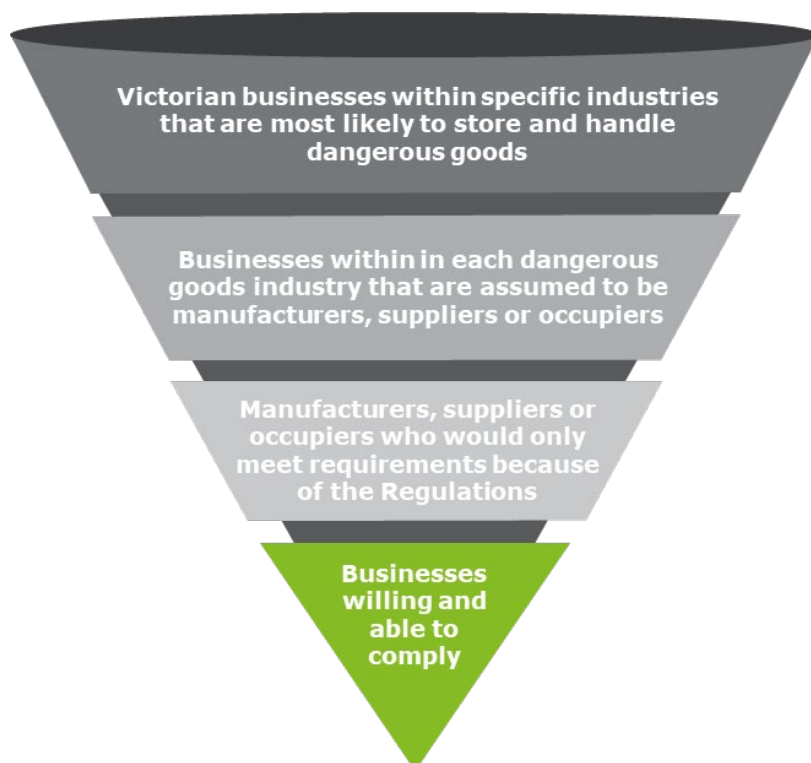 Victorian businesses within specific industries
that are most likely to store and handle
dangerous goods
Businesses within in each dangerous
goods industry that are assumed to be
manufacturers, suppliers or occupiers
Manufacturers, suppliers or
occupiers who would only
meet requirements because
of the Regulations
Businesses
willing and
able to
comply